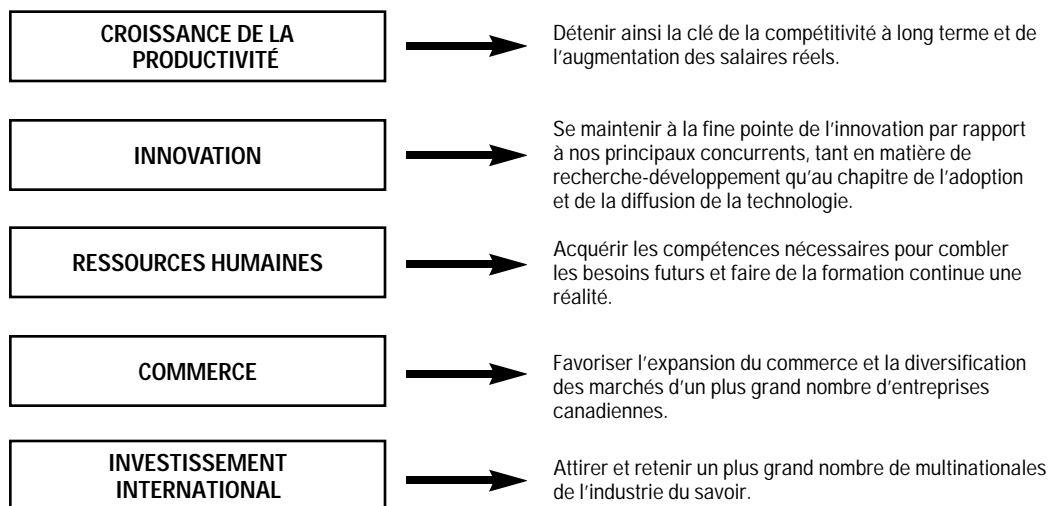 CROISSANCE DE LA
PRODUCTIVITÉ
Détenir ainsi la clé de la compétitivité à long terme et de
l'augmentation des salaires réels.
INNOVATION
Se maintenir à la fine pointe de l'innovation par rapport
à nos principaux concurrents, tant en matière de
recherche-développement qu'au chapitre de l'adoption
et de la diffusion de la technologie.
RESSOURCES HUMAINES
Acquérir les compétences nécessaires pour combler
les besoins futurs et faire de la formation continue une
réalité.
COMMERCE
Favoriser l'expansion du commerce et la diversification
des marchés d'un plus grand nombre d'entreprises
canadiennes.
INVESTISSEMENT
INTERNATIONAL
Attirer et retenir un plus grand nombre de multinationales
de l'industrie du savoir.